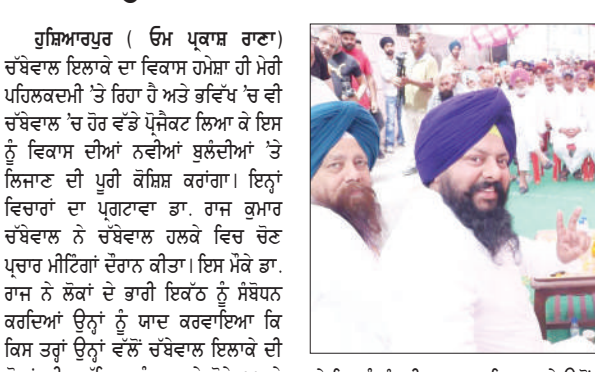 ਹੁਸ਼ਿਆਰਪੁਰ ( ਓਮ ਪ੍ਰਕਾਸ਼ ਰਾਣਾ)
ਚੱਬੇਵਾਲ ਇਲਾਕੇ ਦਾ ਵਿਕਾਸ ਹਮੇਸ਼ਾ ਹੀ ਮੇਰੀ
ਪਹਿਲਕਦਮੀ 'ਤੇ ਰਿਹਾ ਹੈ ਅਤੇ ਭਵਿੱਖ 'ਚ ਵੀ
ਚੱਬੇਵਾਲ 'ਚ ਹੋਰ ਵੱਡੇ ਪ੍ਰੋਜੈਕਟ ਲਿਆ ਕੇ ਇਸ
ਨੂੰ ਵਿਕਾਸ ਦੀਆਂ ਨਵੀਆਂ ਬੁਲੰਦੀਆਂ 'ਤੇ
ਲਿਜਾਣ ਦੀ ਪੂਰੀ ਕੋਸ਼ਿਸ਼ ਕਰਾਂਗਾ। ਇਨ੍ਹਾਂ
ਵਿਚਾਰਾਂ ਦਾ ਪ੍ਰਗਟਾਵਾ ਡਾ. ਰਾਜ ਕੁਮਾਰ
ਚੱਬੇਵਾਲ ਨੇ ਚੱਬੇਵਾਲ ਹਲਕੇ ਵਿਚ ਚੋਣ
ਪ੍ਰਚਾਰ ਮੀਟਿੰਗਾਂ ਦੌਰਾਨ ਕੀਤਾ। ਇਸ ਮੌਕੇ ਡਾ.
ਰਾਜ ਨੇ ਲੋਕਾਂ ਦੇ ਭਾਰੀ ਇਕੱਠ ਨੂੰ ਸੰਬੋਧਨ
ਕਰਦਿਆਂ ਉਨ੍ਹਾਂ ਨੂੰ ਯਾਦ ਕਰਵਾਇਆ ਕਿ
ਕਿਸ ਤਰ੍ਹਾਂ ਉਨ੍ਹਾਂ ਵੱਲੋਂ ਚੱਬੇਵਾਲ ਇਲਾਕੇ ਦੀ